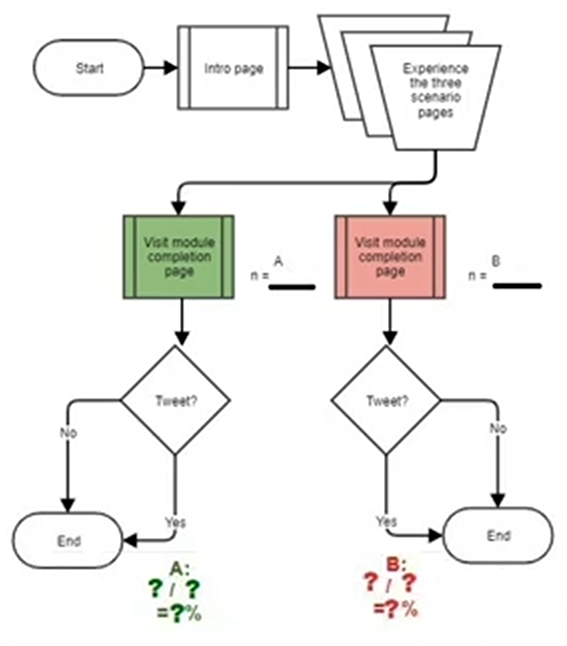 Start
Intro page
Experience
the three
scenario
pages
Visit module
completion
page
A
n =
Visit module
completion
page
B
n =
Tweet?
Tweet?
No
No
Yes
Yes
End
End
A:
? / ?
=?%
B:
? / ?
=?%